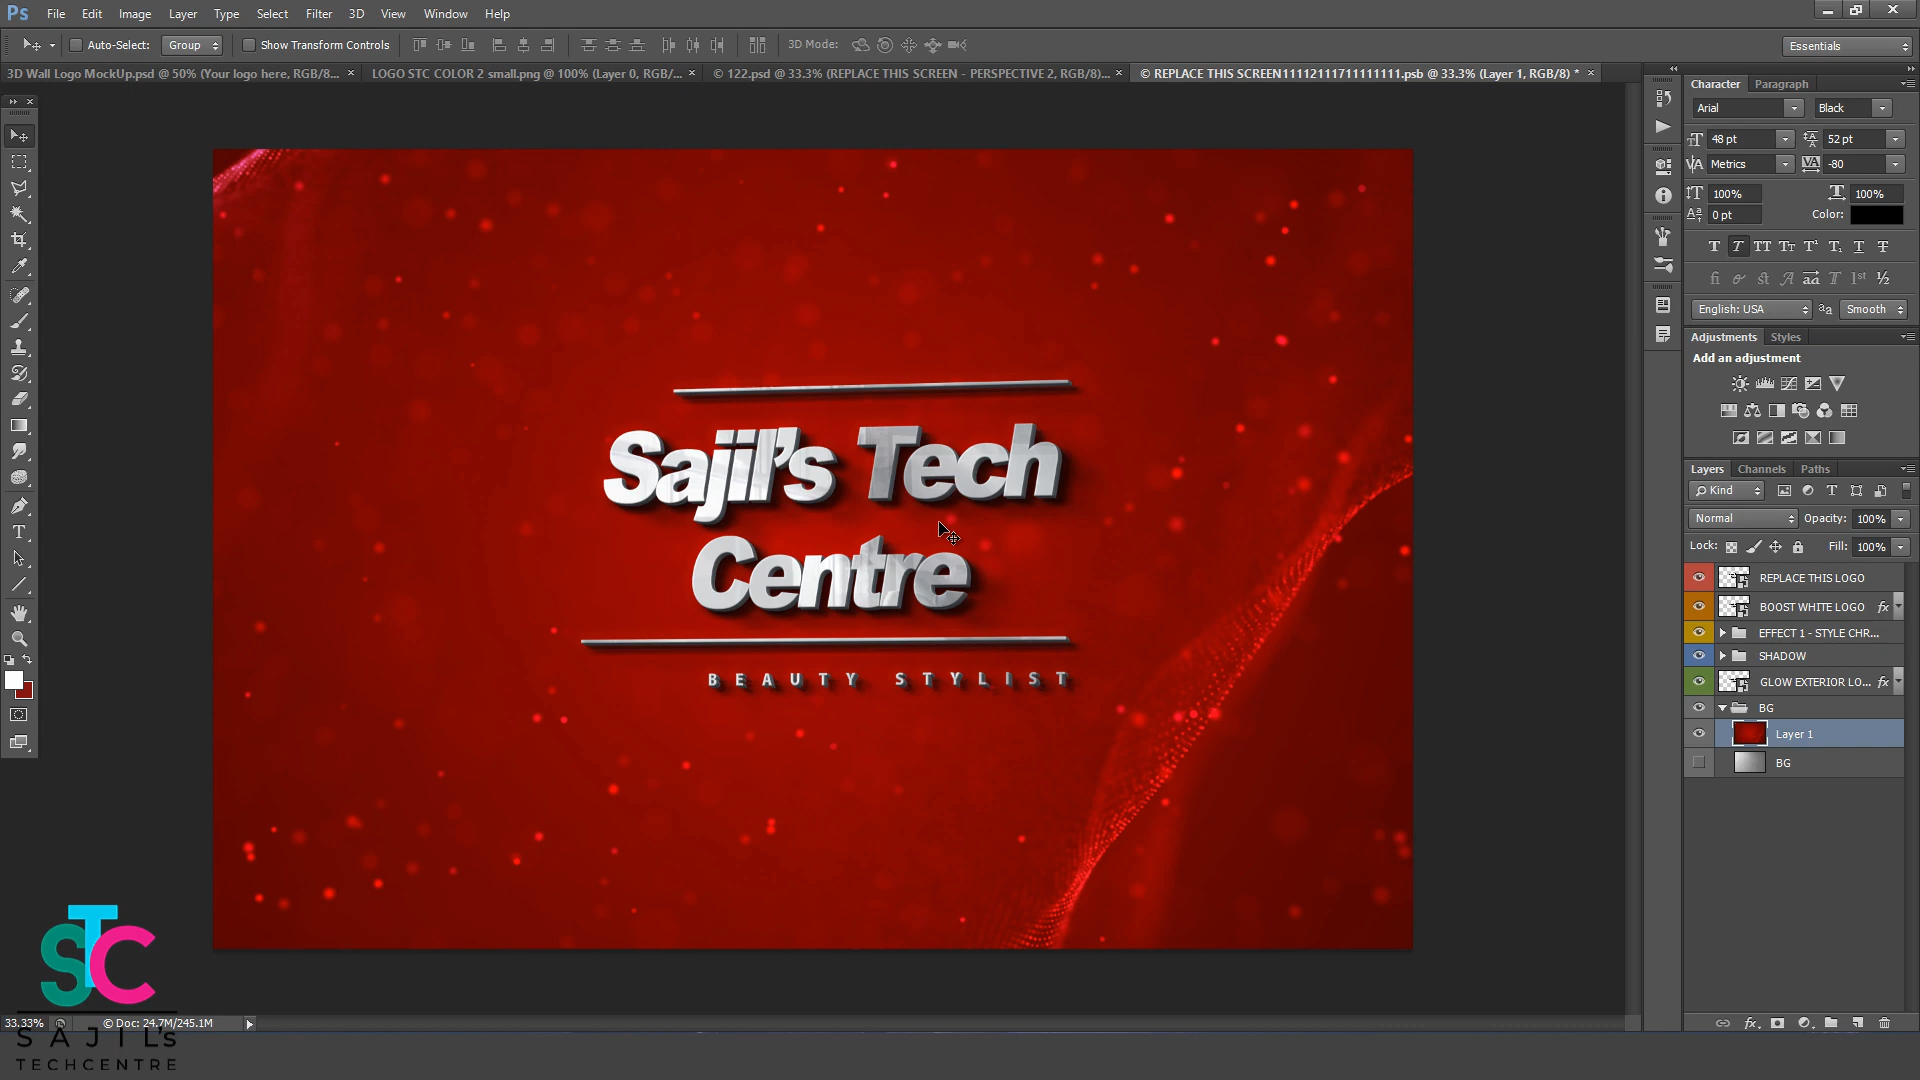 Ps File Edit Image Layer Type Select Filter 3D View Window Help
Auto-Select: Group Show Transform Controls 3D Mode: Essentials
3D Wall Logo MockUp.psd @ 50% (Your logo here, RGB/8... × LOGO STC COLOR 2 small.png @ 100% (Layer 0, RGB/... × © 122.psd @ 33.3% (REPLACE THIS SCREEN - PERSPECTIVE 2, RGB/8)... × © REPLACE THIS SCREEN11112111711111111.psb @ 33.3% (Layer 1, RGB/8) * ×
Character Paragraph
Arial Black
48 pt 52 pt
Metrics -80
100% 100%
0 pt Color:
English: USA Smooth
Adjustments Styles
Add an adjustment
Layers Channels Paths
Kind
Normal Opacity: 100%
Lock: Fill: 100%
REPLACE THIS LOGO
BOOST WHITE LOGO fx
EFFECT 1 - STYLE CHR...
SHADOW
GLOW EXTERIOR LO... fx
BG
Layer 1
BG
Sajil's Tech
Centre
BEAUTY STYLIST
STC
33.33% © Doc: 24.7M/245.1M
SAJIL's
TECHCENTRE